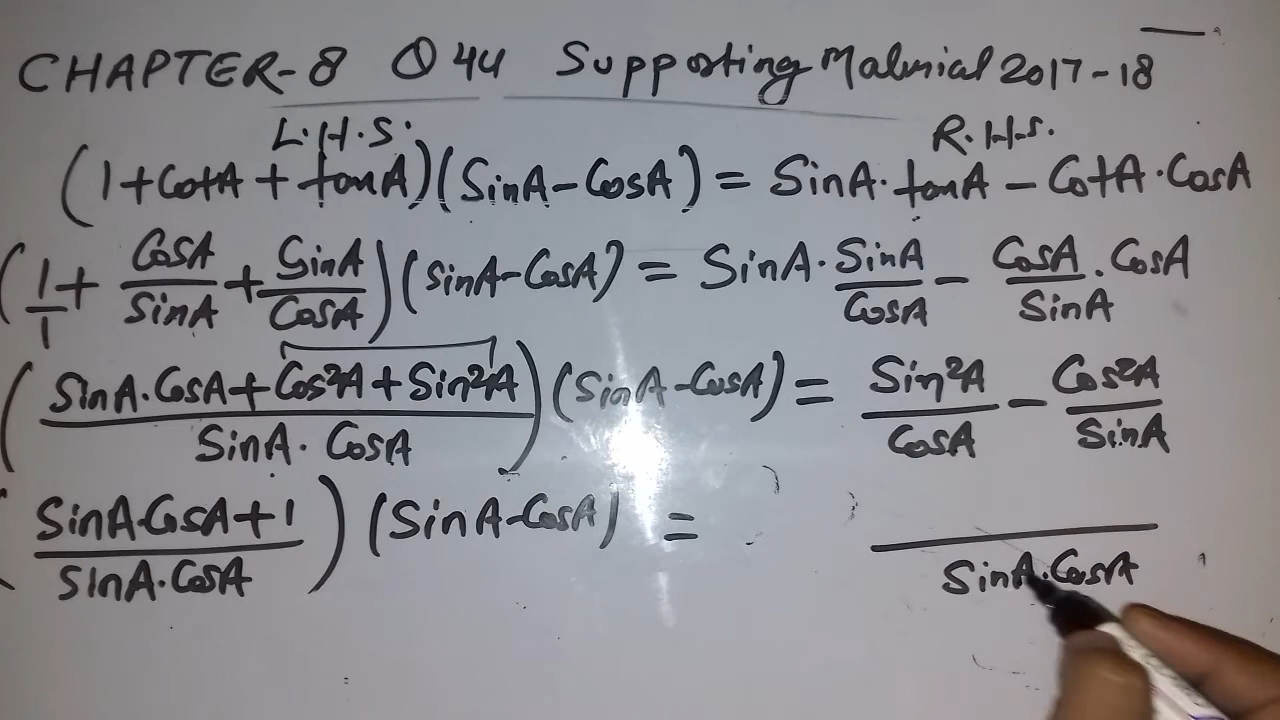 CHAPTER-8 Q 44 Supporting Material 2017-18
L.H.S. R.H.S.
(1+CotA + tanA)(SinA-CosA) = SinA.tanA - CotA.CosA
(1/1 + CosA/SinA + SinA/CosA)(SinA-CosA) = SinA.SinA/CosA - CosA/SinA.CosA
(SinA.CosA+Cos²A+Sin²A/SinA.CosA)(SinA-CosA) = Sin²A/CosA - Cos²A/SinA
(SinA.CosA+1/SinA.CosA)(SinA-CosA) = /SinA.CosA